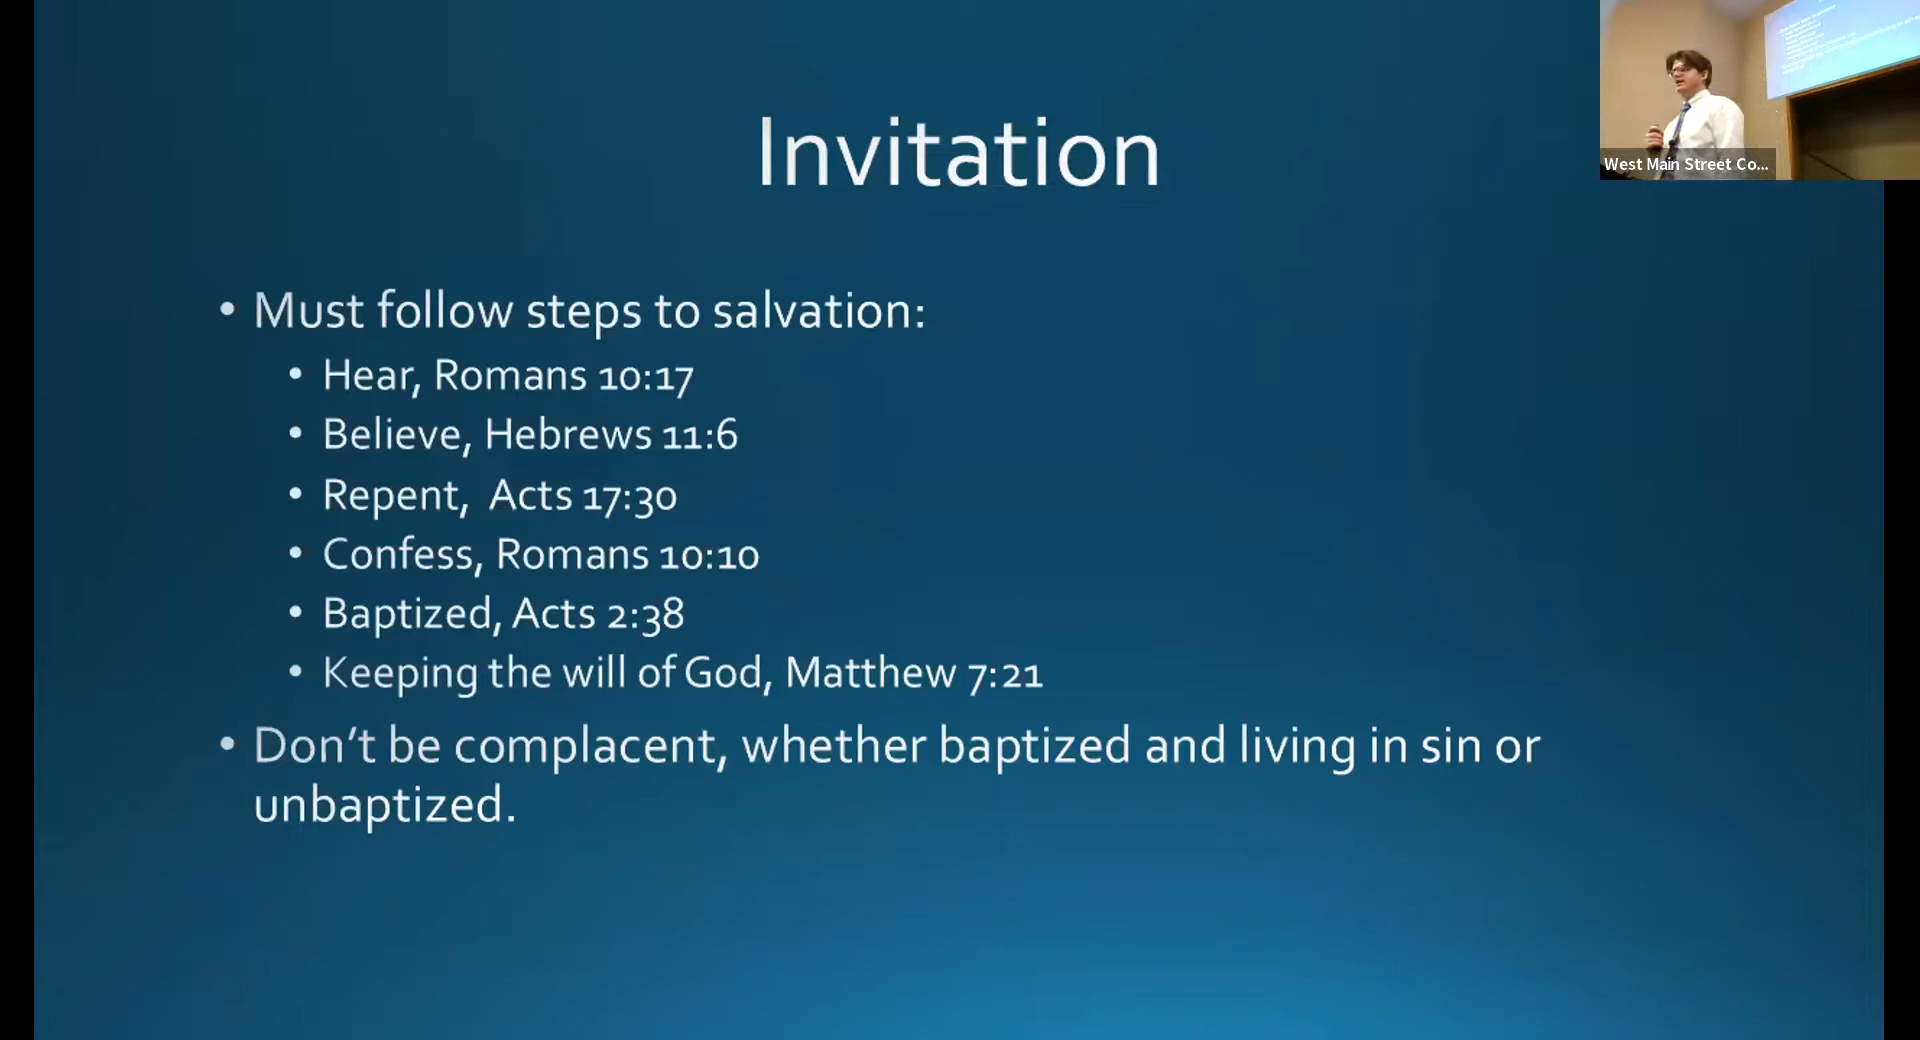 Invitation
West Main Street Co...
• Must follow steps to salvation:
• Hear, Romans 10:17
• Believe, Hebrews 11:6
• Repent,  Acts 17:30
• Confess, Romans 10:10
• Baptized, Acts 2:38
• Keeping the will of God, Matthew 7:21
• Don’t be complacent, whether baptized and living in sin or
unbaptized.